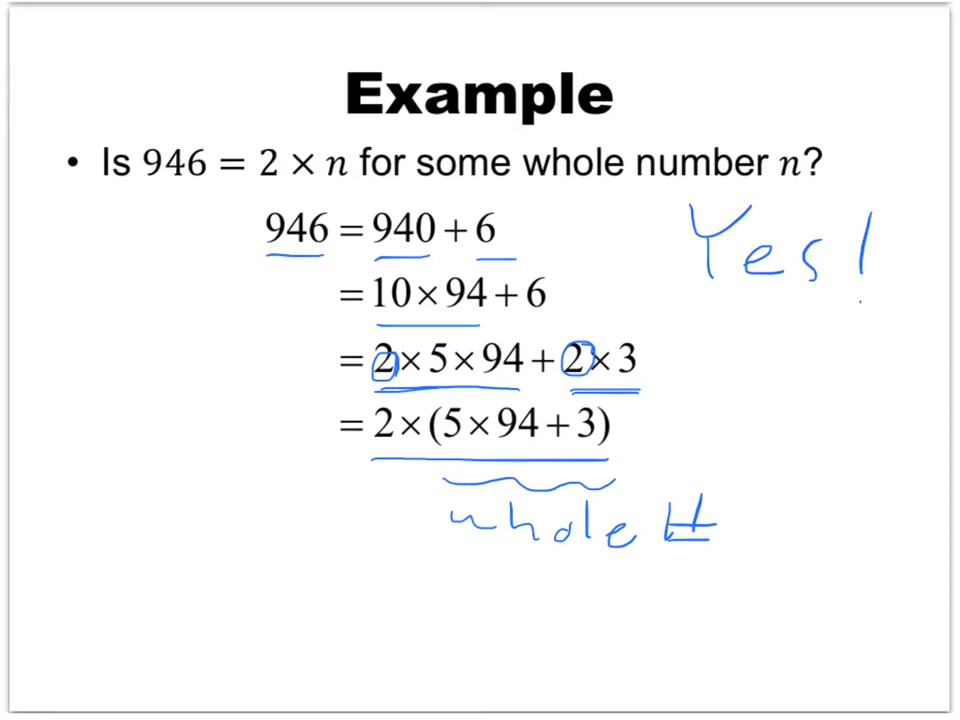 Example
• Is 946 = 2 × n for some whole number n?
946 = 940 + 6
Yes!
= 10 × 94 + 6
= 2 × 5 × 94 + 2 × 3
= 2 × (5 × 94 + 3)
whole #